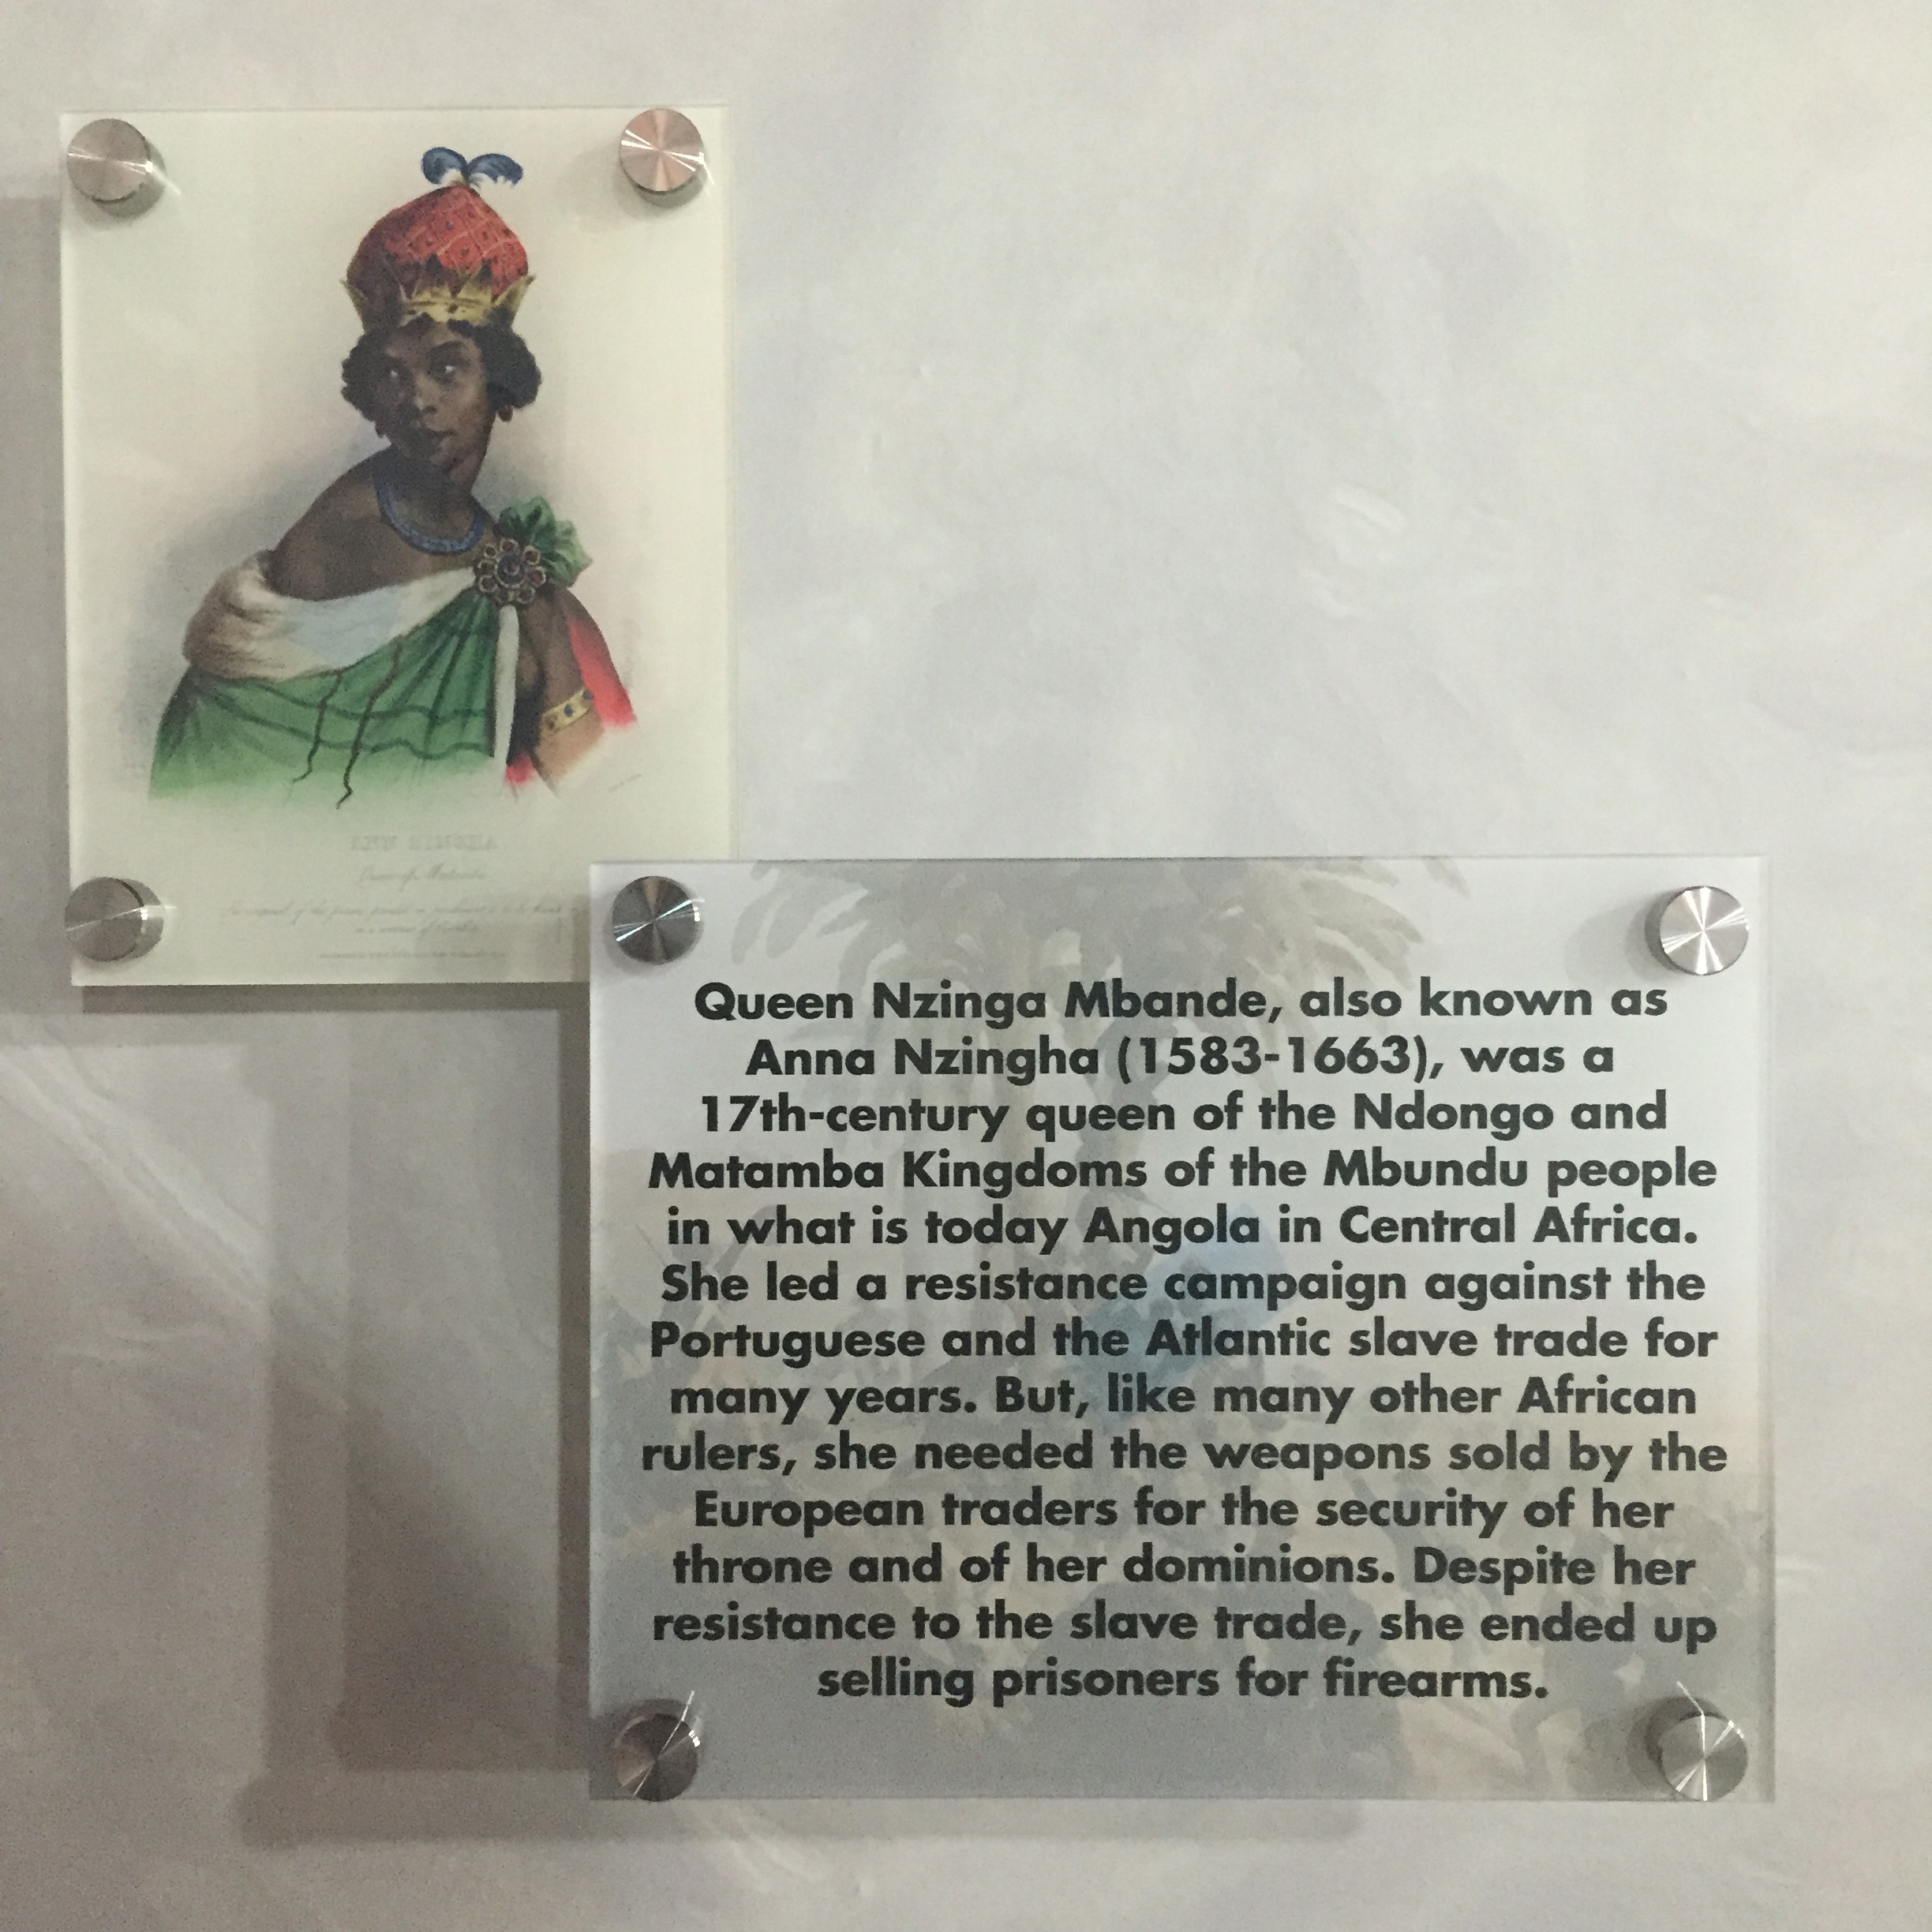 Queen Nzinga Mbande, also known as
Anna Nzingha (1583-1663), was a
17th-century queen of the Ndongo and
Matamba Kingdoms of the Mbundu people
in what is today Angola in Central Africa.
She led a resistance campaign against the
Portuguese and the Atlantic slave trade for
many years. But, like many other African
rulers, she needed the weapons sold by the
European traders for the security of her
throne and of her dominions. Despite her
resistance to the slave trade, she ended up
selling prisoners for firearms.